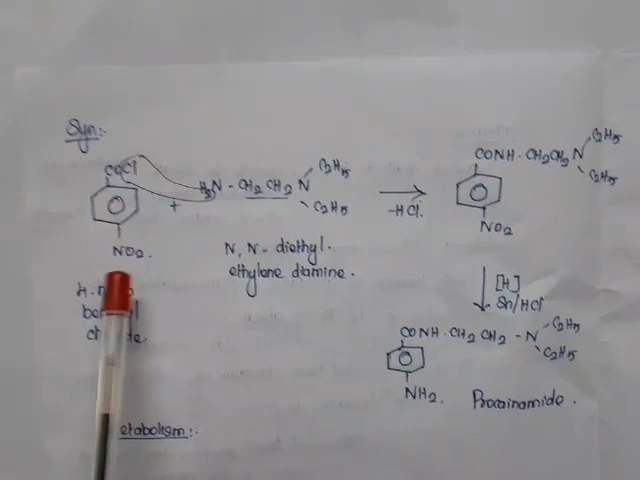 Syn:-
COCl + H2N - CH2 CH2 N C2H5 C2H5 → -HCl. CONH. CH2CH2 N C2H5 C2H5
NO2.
NO2
N, N- diethyl.
ethylene diamine.
[H]
Sn/HCl
CONH. CH2 CH2 - N C2H5 C2H5
NH2.
Procainamide.
etabolism:-